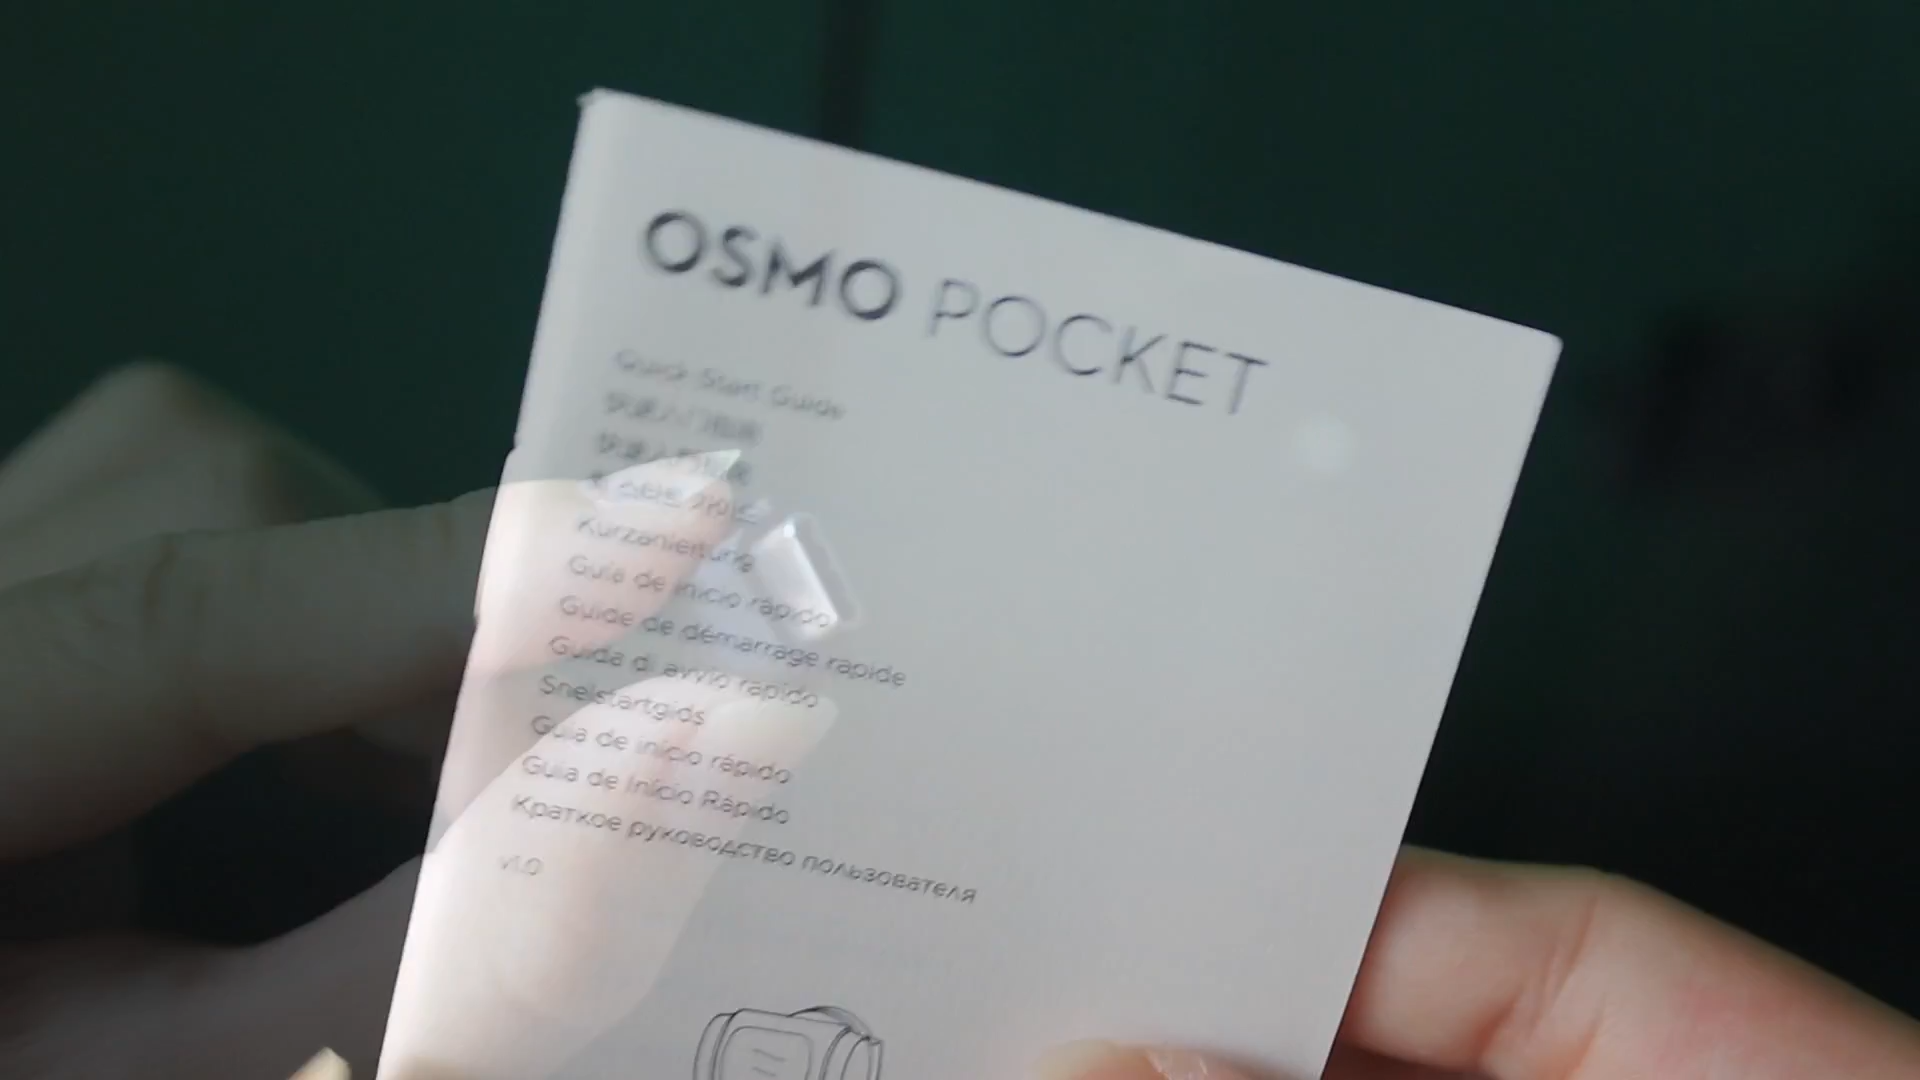 OSMO POCKET
Quick Start Guide
Kurzanleitung
Guía de inicio rápido
Guide de démarrage rapide
Guida di avvio rapido
Snelstartgids
Guia de início rápido
Guia de Início Rápido
Краткое руководство пользователя
v1.0